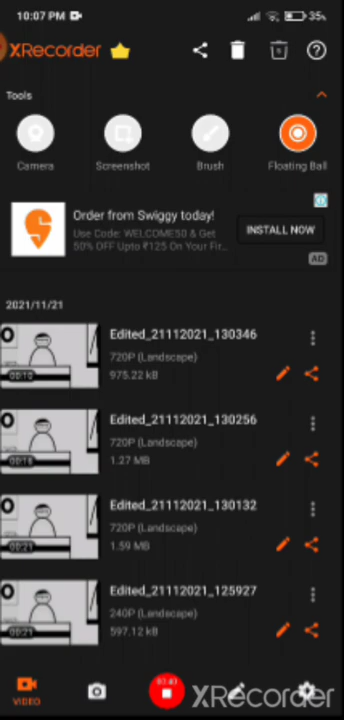 10:07 PM
35%
XRecorder
Tools
Camera
Screenshot
Brush
Floating Ball
Order from Swiggy today!
Use Code: WELCOME50 & Get
50% OFF Upto ₹125 On Your Fir...
INSTALL NOW
AD
2021/11/21
Edited_21112021_130346
720P (Landscape)
975.22 kB
00:10
Edited_21112021_130256
720P (Landscape)
1.27 MB
Edited_21112021_130132
720P (Landscape)
1.59 MB
00:21
Edited_21112021_125927
240P (Landscape)
597.12 kB
00:21
VIDEO
XRecorder